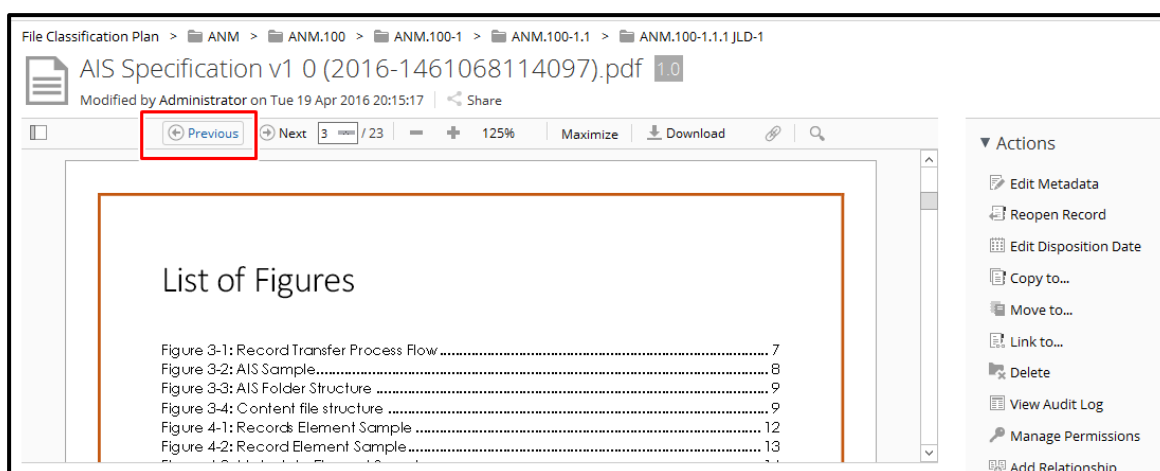 File Classification Plan > ANM > ANM.100 > ANM.100-1 > ANM.100-1.1 > ANM.100-1.1.1 JLD-1
AIS Specification v1 0 (2016-1461068114097).pdf 1.0
Modified by Administrator on Tue 19 Apr 2016 20:15:17 Share
Previous Next 3 / 23 125% Maximize Download
List of Figures
Figure 3-1: Record Transfer Process Flow 7
Figure 3-2: AIS Sample 8
Figure 3-3: AIS Folder Structure 9
Figure 3-4: Content file structure 9
Figure 4-1: Records Element Sample 12
Figure 4-2: Record Element Sample 13
Actions
Edit Metadata
Reopen Record
Edit Disposition Date
Copy to...
Move to...
Link to...
Delete
View Audit Log
Manage Permissions
Add Relationship